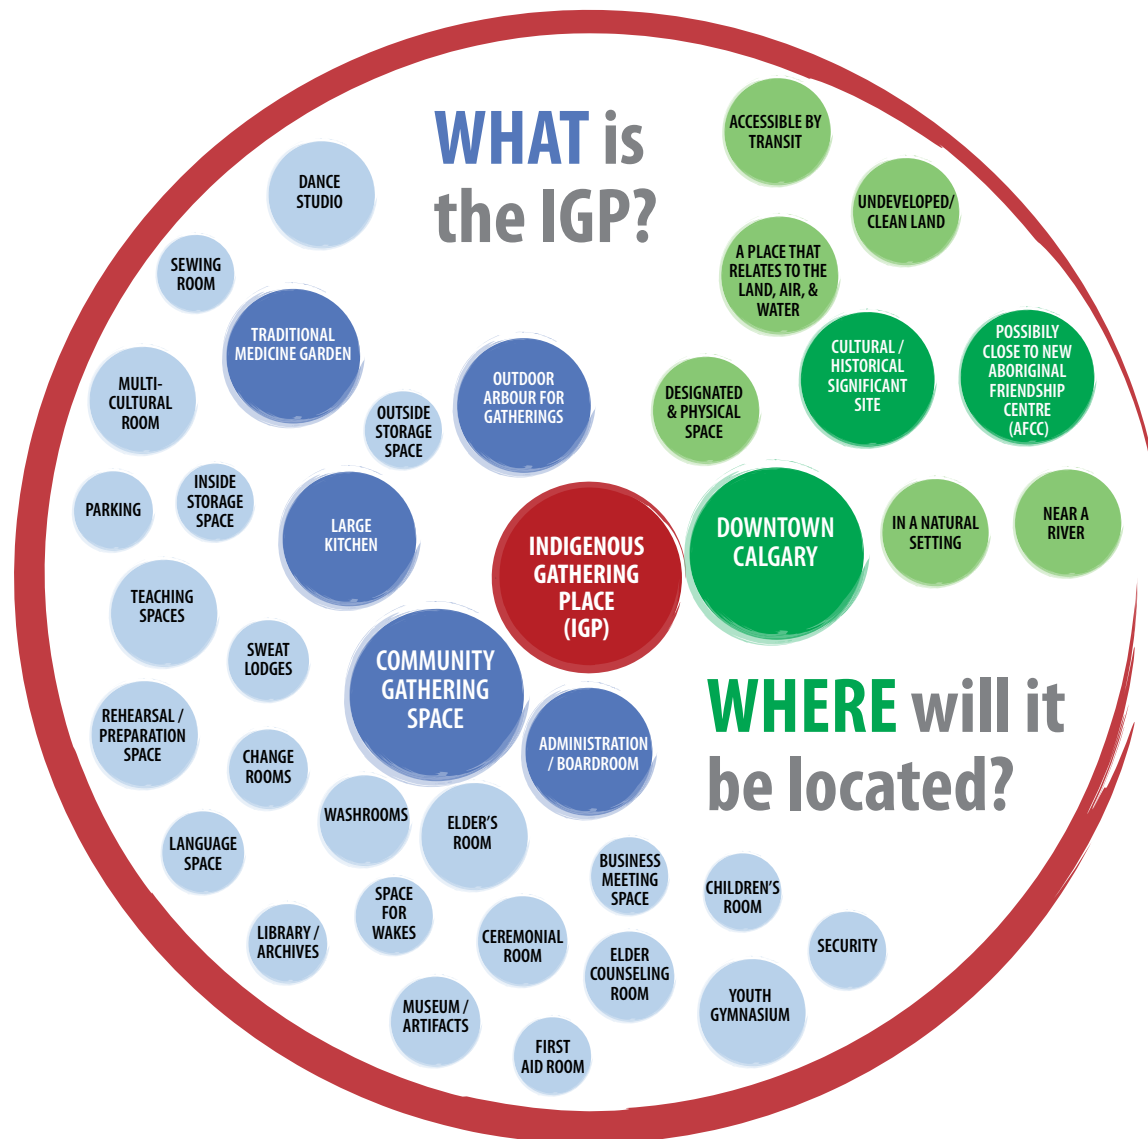 WHAT is
the IGP?
DANCE
STUDIO
SEWING
ROOM
TRADITIONAL
MEDICINE GARDEN
MULTI-
CULTURAL
ROOM
OUTSIDE
STORAGE
SPACE
OUTDOOR
ARBOUR FOR
GATHERINGS
PARKING
INSIDE
STORAGE
SPACE
LARGE
KITCHEN
INDIGENOUS
GATHERING
PLACE
(IGP)
TEACHING
SPACES
SWEAT
LODGES
COMMUNITY
GATHERING
SPACE
ADMINISTRATION
/ BOARDROOM
REHEARSAL /
PREPARATION
SPACE
CHANGE
ROOMS
WASHROOMS
ELDER'S
ROOM
LANGUAGE
SPACE
SPACE
FOR
WAKES
LIBRARY /
ARCHIVES
CEREMONIAL
ROOM
BUSINESS
MEETING
SPACE
ELDER
COUNSELING
ROOM
CHILDREN'S
ROOM
SECURITY
YOUTH
GYMNASIUM
MUSEUM /
ARTIFACTS
FIRST
AID ROOM
ACCESSIBLE BY
TRANSIT
UNDEVELOPED/
CLEAN LAND
A PLACE THAT
RELATES TO THE
LAND, AIR, &
WATER
CULTURAL /
HISTORICAL
SIGNIFICANT
SITE
POSSIBILY
CLOSE TO NEW
ABORIGINAL
FRIENDSHIP
CENTRE
(AFCC)
DESIGNATED
& PHYSICAL
SPACE
DOWNTOWN
CALGARY
IN A NATURAL
SETTING
NEAR A
RIVER
WHERE will it
be located?